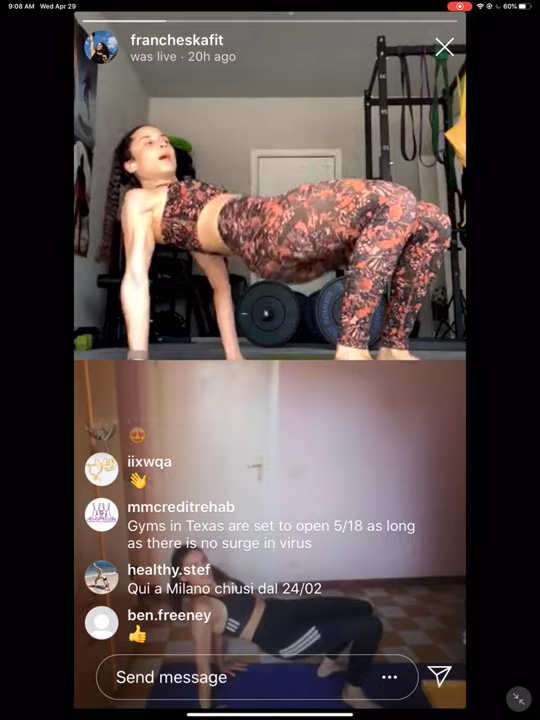 9:08 AM Wed Apr 29
60%
francheskafit
was live · 20h ago
iixwqa
👋
mmcreditrehab
Gyms in Texas are set to open 5/18 as long
as there is no surge in virus
healthy.stef
Qui a Milano chiusi dal 24/02
ben.freeney
👍
Send message